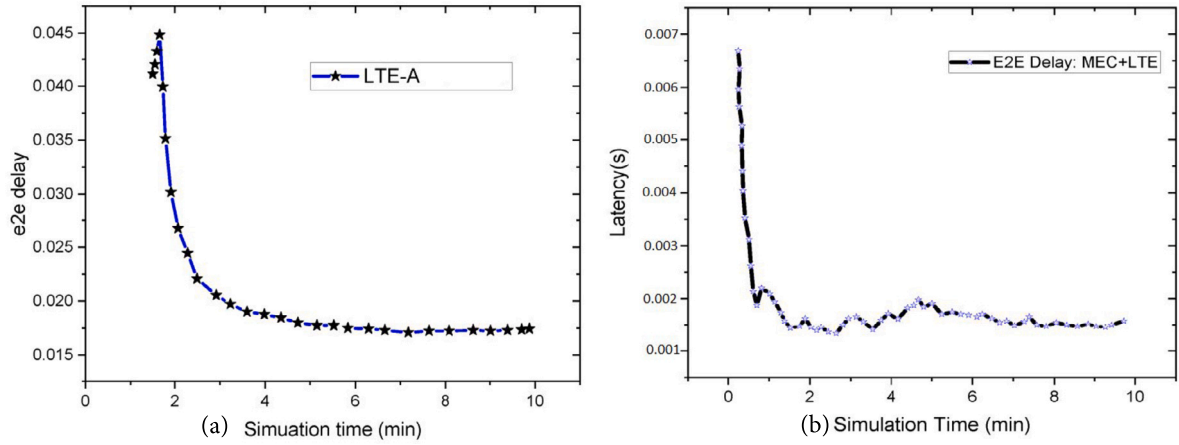 0.045
0.040
0.035
0.030
0.025
0.020
0.015
e2e delay
LTE-A
0 2 4 6 8 10
(a) Simuation time (min)
0.007
0.006
0.005
0.004
0.003
0.002
0.001
Latency(s)
E2E Delay: MEC+LTE
0 2 4 6 8 10
(b) Simulation Time (min)